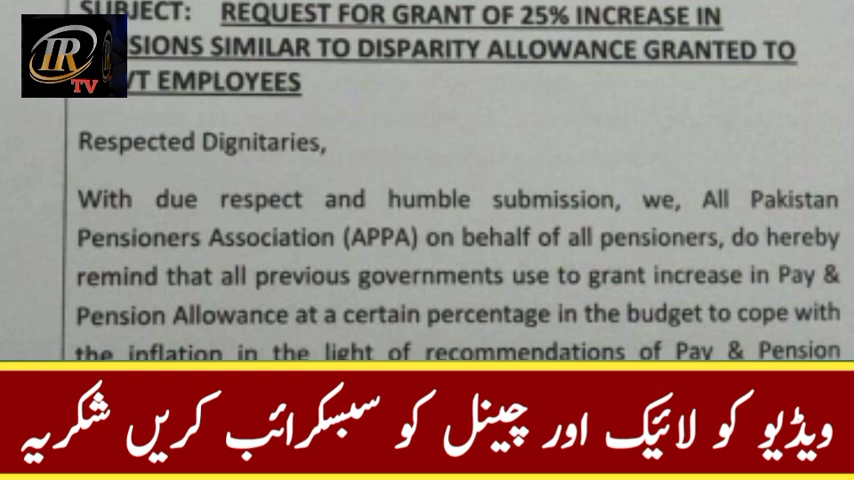 SUBJECT: REQUEST FOR GRANT OF 25% INCREASE IN
SIONS SIMILAR TO DISPARITY ALLOWANCE GRANTED TO
VT EMPLOYEES
IR
TV
Respected Dignitaries,
With due respect and humble submission, we, All Pakistan
Pensioners Association (APPA) on behalf of all pensioners, do hereby
remind that all previous governments use to grant increase in Pay &
Pension Allowance at a certain percentage in the budget to cope with
the inflation in the light of recommendations of Pay & Pension
ویڈیو کو لائیک اور چینل کو سبسکرائب کریں شکریہ